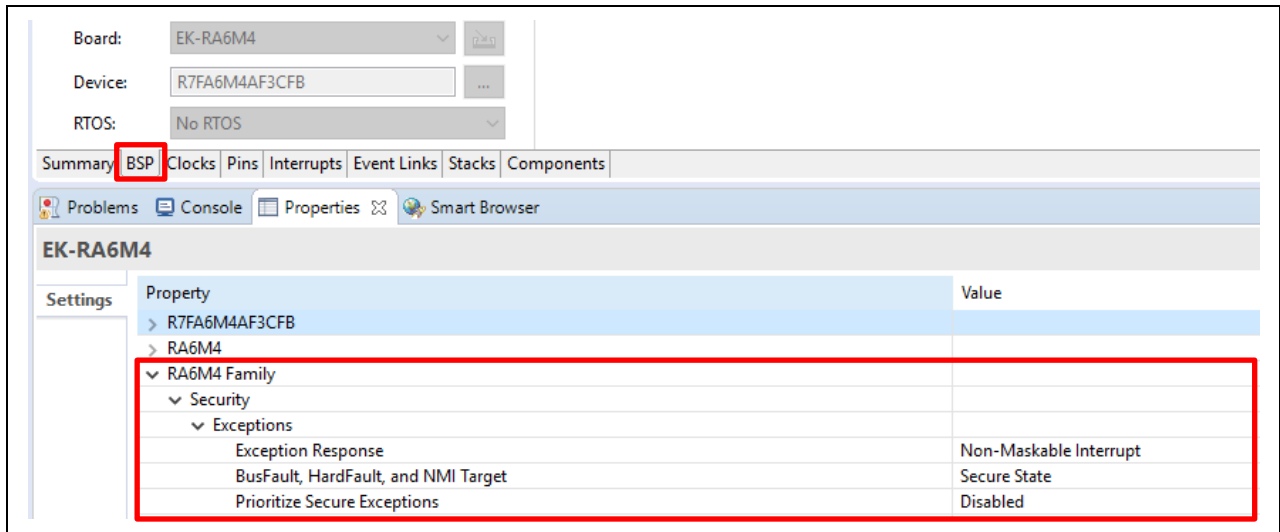 Board: EK-RA6M4
Device: R7FA6M4AF3CFB ...
RTOS: No RTOS
Summary BSP Clocks Pins Interrupts Event Links Stacks Components
Problems Console Properties Smart Browser
EK-RA6M4
Settings Property Value
R7FA6M4AF3CFB
RA6M4
RA6M4 Family
Security
Exceptions
Exception Response Non-Maskable Interrupt
BusFault, HardFault, and NMI Target Secure State
Prioritize Secure Exceptions Disabled